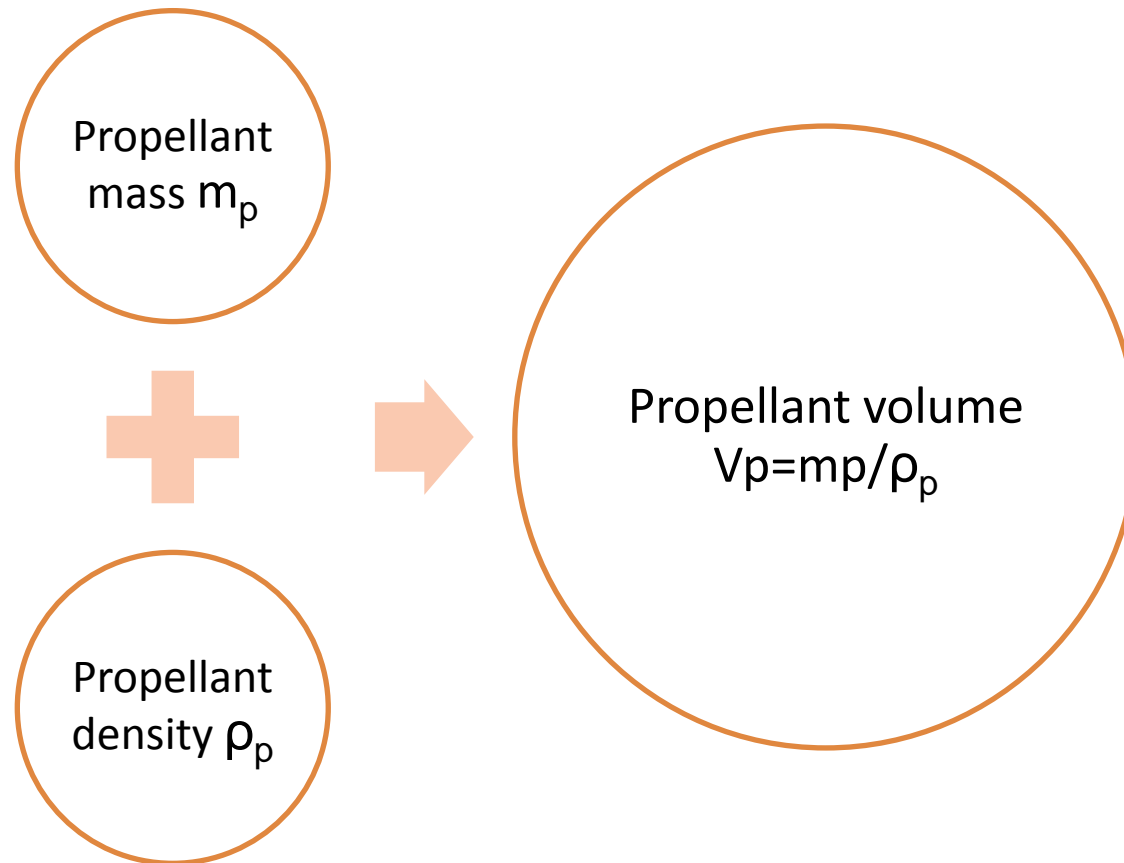 Propellant
mass mₚ
Propellant
density ρₚ
Propellant volume
Vp=mp/ρₚ